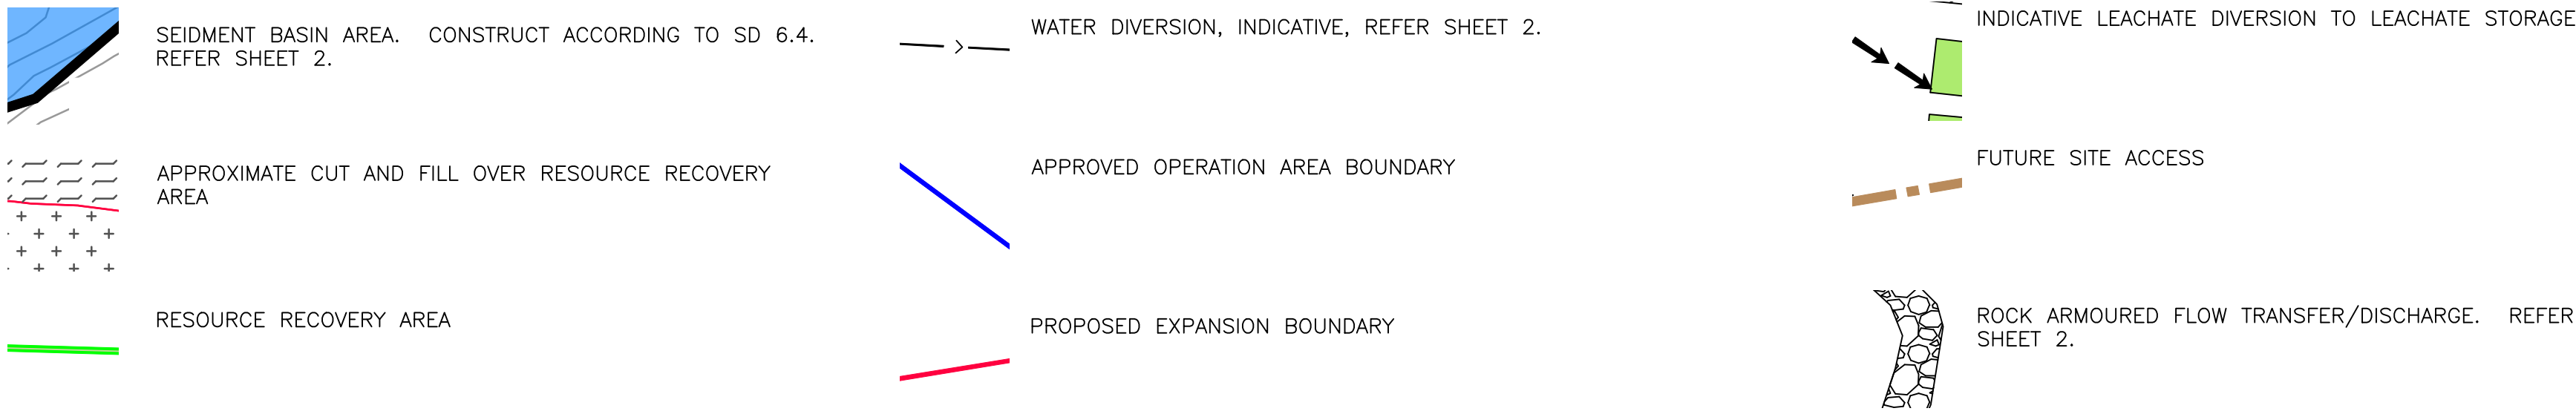 SEIDMENT BASIN AREA. CONSTRUCT ACCORDING TO SD 6.4.
REFER SHEET 2.
APPROXIMATE CUT AND FILL OVER RESOURCE RECOVERY
AREA
RESOURCE RECOVERY AREA
WATER DIVERSION, INDICATIVE, REFER SHEET 2.
APPROVED OPERATION AREA BOUNDARY
PROPOSED EXPANSION BOUNDARY
INDICATIVE LEACHATE DIVERSION TO LEACHATE STORAGE
FUTURE SITE ACCESS
ROCK ARMOURED FLOW TRANSFER/DISCHARGE. REFER
SHEET 2.